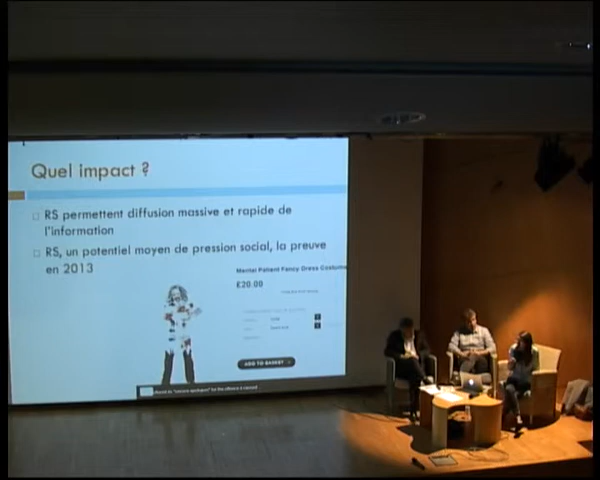 Quel impact ?
RS permettent diffusion massive et rapide de
l'information
RS, un potentiel moyen de pression social, la preuve
en 2013
Mental Patient Fancy Dress Costume
£20.00
ADD TO BASKET